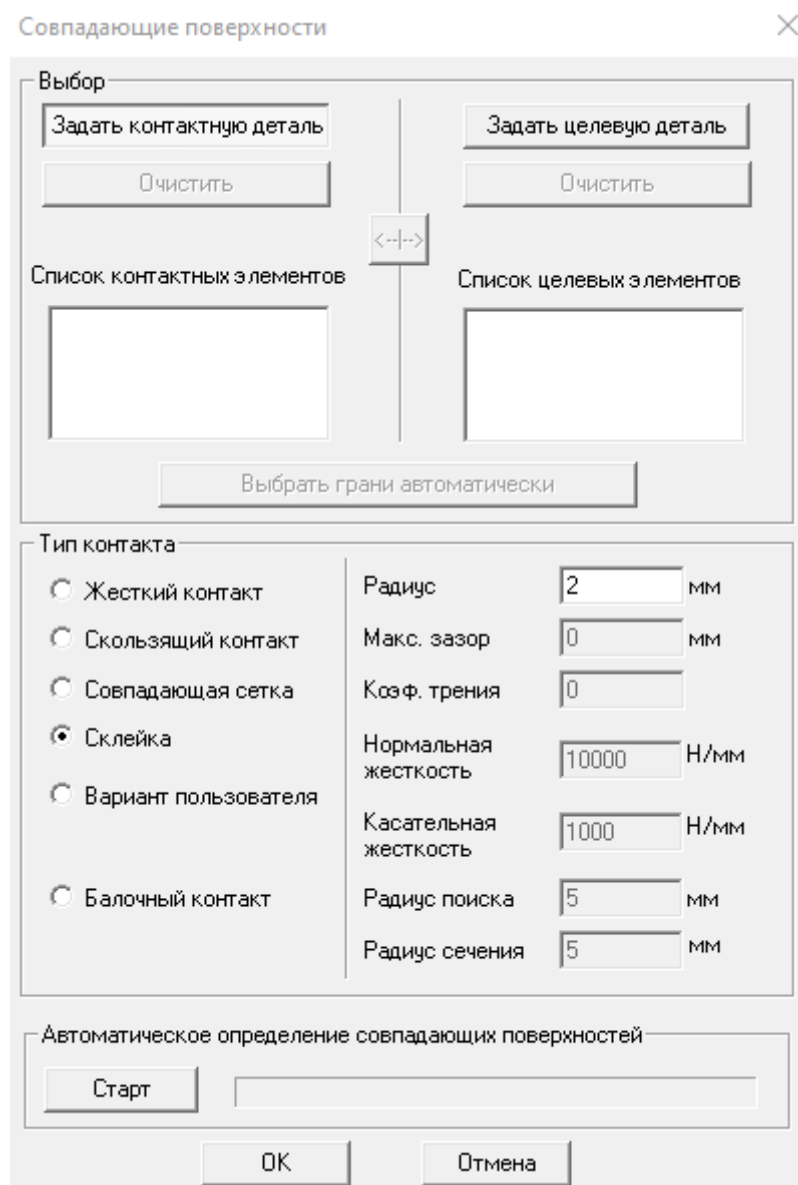 Совпадающие поверхности
Выбор
Задать контактную деталь
Задать целевую деталь
Очистить
Очистить
<--|-->
Список контактных элементов
Список целевых элементов
Выбрать грани автоматически
Тип контакта
Жесткий контакт
Скользящий контакт
Совпадающая сетка
Склейка
Вариант пользователя
Балочный контакт
Радиус 2 мм
Макс. зазор 0 мм
Коэф. трения 0
Нормальная
жесткость 10000 Н/мм
Касательная
жесткость 1000 Н/мм
Радиус поиска 5 мм
Радиус сечения 5 мм
Автоматическое определение совпадающих поверхностей
Старт
OK
Отмена